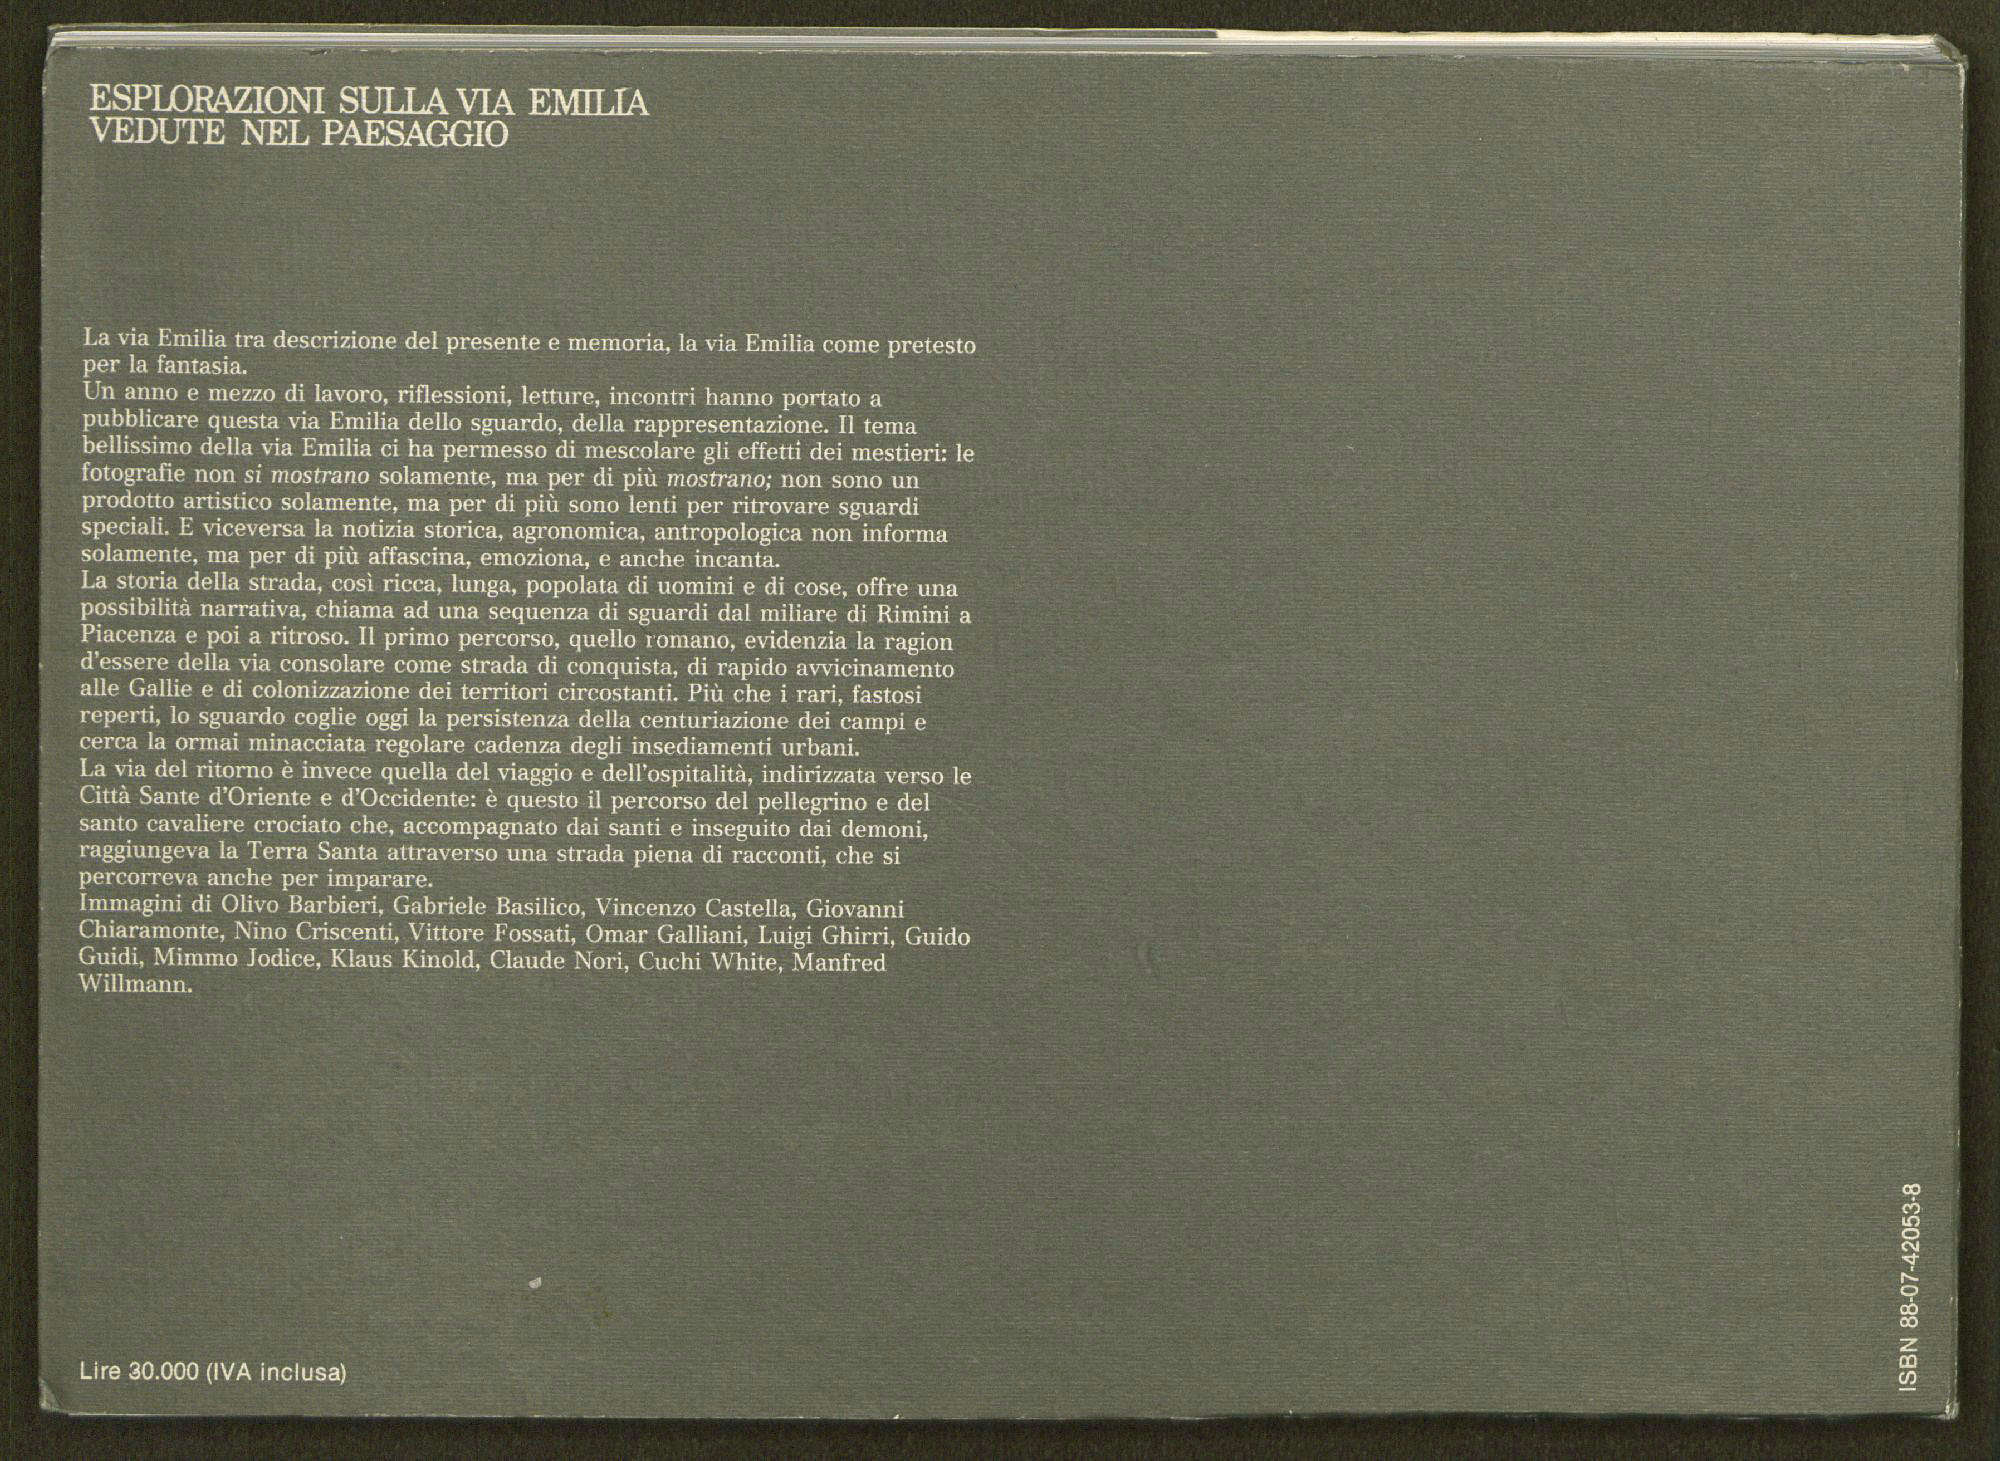 ESPLORAZIONI SULLA VIA EMILIA
VEDUTE NEL PAESAGGIO
La via Emilia tra descrizione del presente e memoria, la via Emilia come pretesto
per la fantasia.
Un anno e mezzo di lavoro, riflessioni, letture, incontri hanno portato a
pubblicare questa via Emilia dello sguardo, della rappresentazione. Il tema
bellissimo della via Emilia ci ha permesso di mescolare gli effetti dei mestieri: le
fotografie non si mostrano solamente, ma per di più mostrano; non sono un
prodotto artistico solamente, ma per di più sono lenti per ritrovare sguardi
speciali. E viceversa la notizia storica, agronomica, antropologica non informa
solamente, ma per di più affascina, emoziona, e anche incanta.
La storia della strada, così ricca, lunga, popolata di uomini e di cose, offre una
possibilità narrativa, chiama ad una sequenza di sguardi dal miliare di Rimini a
Piacenza e poi a ritroso. Il primo percorso, quello romano, evidenzia la ragion
d'essere della via consolare come strada di conquista, di rapido avvicinamento
alle Gallie e di colonizzazione dei territori circostanti. Più che i rari, fastosi
reperti, lo sguardo coglie oggi la persistenza della centuriazione dei campi e
cerca la ormai minacciata regolare cadenza degli insediamenti urbani.
La via del ritorno è invece quella del viaggio e dell'ospitalità, indirizzata verso le
Città Sante d'Oriente e d'Occidente: è questo il percorso del pellegrino e del
santo cavaliere crociato che, accompagnato dai santi e inseguito dai demoni,
raggiungeva la Terra Santa attraverso una strada piena di racconti, che si
percorreva anche per imparare.
Immagini di Olivo Barbieri, Gabriele Basilico, Vincenzo Castella, Giovanni
Chiaramonte, Nino Criscenti, Vittore Fossati, Omar Galliani, Luigi Ghirri, Guido
Guidi, Mimmo Jodice, Klaus Kinold, Claude Nori, Cuchi White, Manfred
Willmann.
Lire 30.000 (IVA inclusa)
ISBN 88-07-42053-8